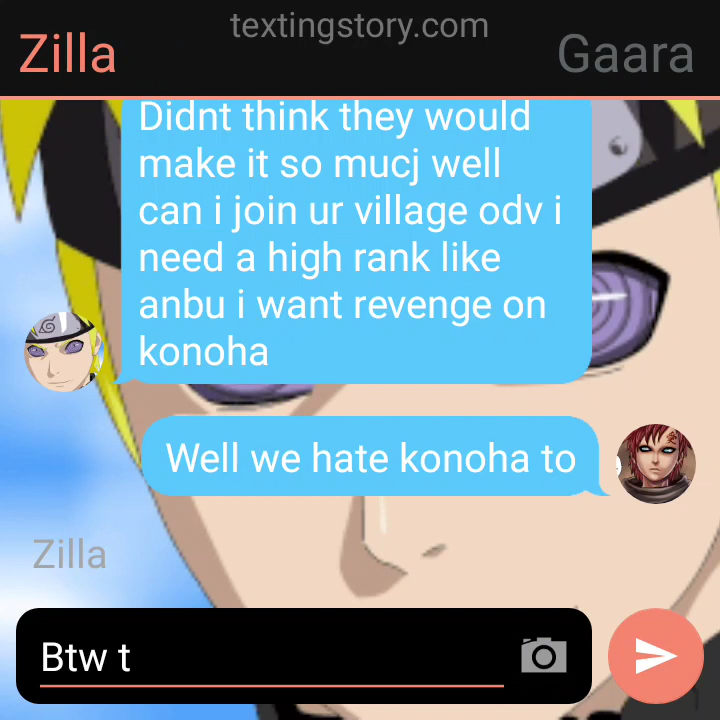 textingstory.com
Zilla
Gaara
Didnt think they would
make it so mucj well
can i join ur village odv i
need a high rank like
anbu i want revenge on
konoha
Well we hate konoha to
Zilla
Btw t